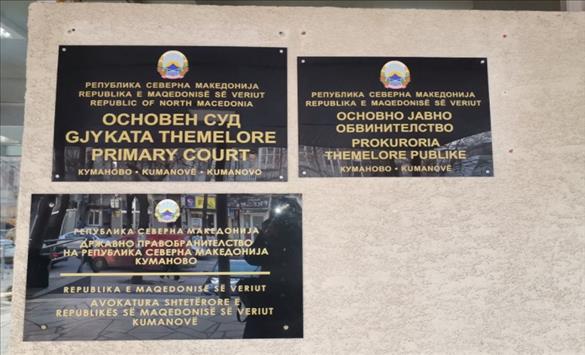 РЕПУБЛИКА СЕВЕРНА МАКЕДОНИЈА
REPUBLIKA E MAQEDONISË SË VERIUT
REPUBLIC OF NORTH MACEDONIA
ОСНОВЕН СУД
GJYKATA THEMELORE
PRIMARY COURT
КУМАНОВО • KUMANOVË • KUMANOVO
РЕПУБЛИКА СЕВЕРНА МАКЕДОНИЈА
REPUBLIKA E MAQEDONISË SË VERIUT
ОСНОВНО ЈАВНО
ОБВИНИТЕЛСТВО
PROKURORIA
THEMELORE PUBLIKE
КУМАНОВО • KUMANOVË
РЕПУБЛИКА СЕВЕРНА МАКЕДОНИЈА
ДРЖАВНО ПРАВОБРАНИТЕЛСТВО
НА РЕПУБЛИКА СЕВЕРНА МАКЕДОНИЈА
КУМАНОВО
REPUBLIKA E MAQEDONISË SË VERIUT
AVOKATURA SHTETËRORE E
REPUBLIKËS SË MAQEDONISË SË VERIUT
KUMANOVË